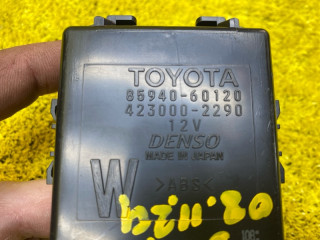 TOYOTA
85940-60120
423000-2290
12V
DENSO
MADE IN JAPAN
W
>ABS<